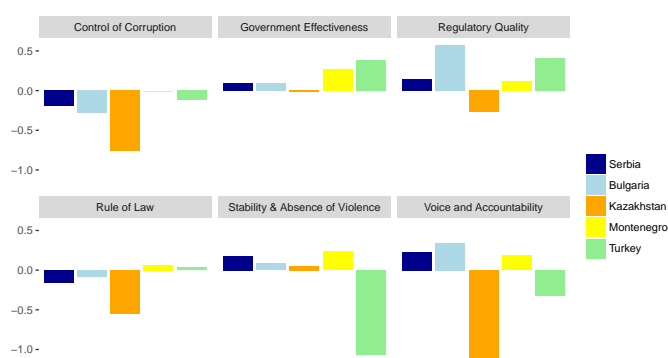 Control of Corruption
Government Effectiveness
Regulatory Quality
0.5
0.0
−0.5
−1.0
Serbia
Bulgaria
Kazakhstan
Montenegro
Turkey
Rule of Law
Stability & Absence of Violence
Voice and Accountability
0.5
0.0
−0.5
−1.0